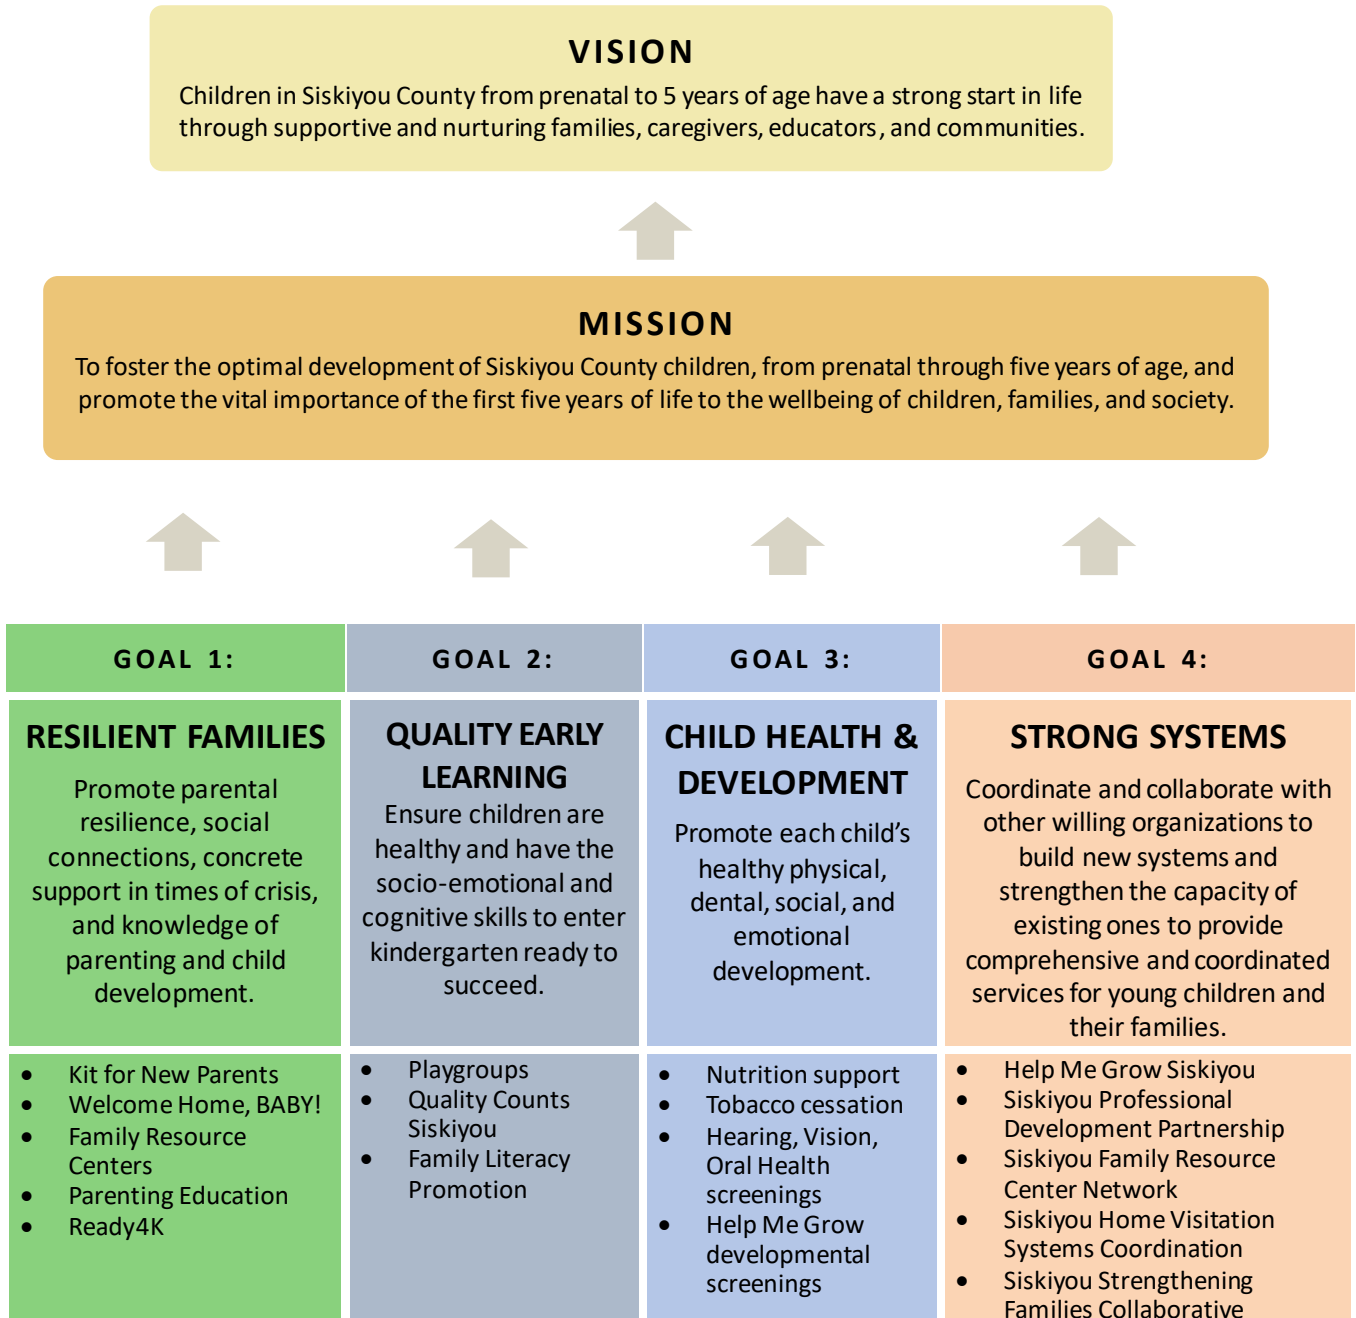 VISION
Children in Siskiyou County from prenatal to 5 years of age have a strong start in life
through supportive and nurturing families, caregivers, educators, and communities.
MISSION
To foster the optimal development of Siskiyou County children, from prenatal through five years of age, and
promote the vital importance of the first five years of life to the wellbeing of children, families, and society.
GOAL 1:
RESILIENT FAMILIES
Promote parental
resilience, social
connections, concrete
support in times of crisis,
and knowledge of
parenting and child
development.
• Kit for New Parents
• Welcome Home, BABY!
• Family Resource
Centers
• Parenting Education
• Ready4K
GOAL 2:
QUALITY EARLY
LEARNING
Ensure children are
healthy and have the
socio-emotional and
cognitive skills to enter
kindergarten ready to
succeed.
• Playgroups
• Quality Counts
Siskiyou
• Family Literacy
Promotion
GOAL 3:
CHILD HEALTH &
DEVELOPMENT
Promote each child’s
healthy physical,
dental, social, and
emotional
development.
• Nutrition support
• Tobacco cessation
• Hearing, Vision,
Oral Health
screenings
• Help Me Grow
developmental
screenings
GOAL 4:
STRONG SYSTEMS
Coordinate and collaborate with
other willing organizations to
build new systems and
strengthen the capacity of
existing ones to provide
comprehensive and coordinated
services for young children and
their families.
• Help Me Grow Siskiyou
• Siskiyou Professional
Development Partnership
• Siskiyou Family Resource
Center Network
• Siskiyou Home Visitation
Systems Coordination
• Siskiyou Strengthening
Families Collaborative